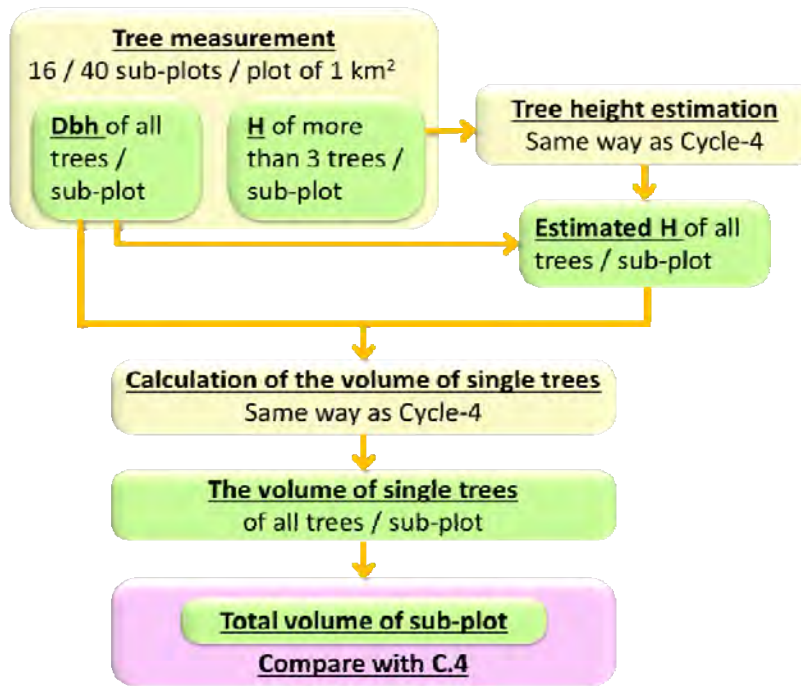 Tree measurement
16 / 40 sub-plots / plot of 1 km²
Dbh of all
trees /
sub-plot
H of more
than 3 trees /
sub-plot
Tree height estimation
Same way as Cycle-4
Estimated H of all
trees / sub-plot
Calculation of the volume of single trees
Same way as Cycle-4
The volume of single trees
of all trees / sub-plot
Total volume of sub-plot
Compare with C.4